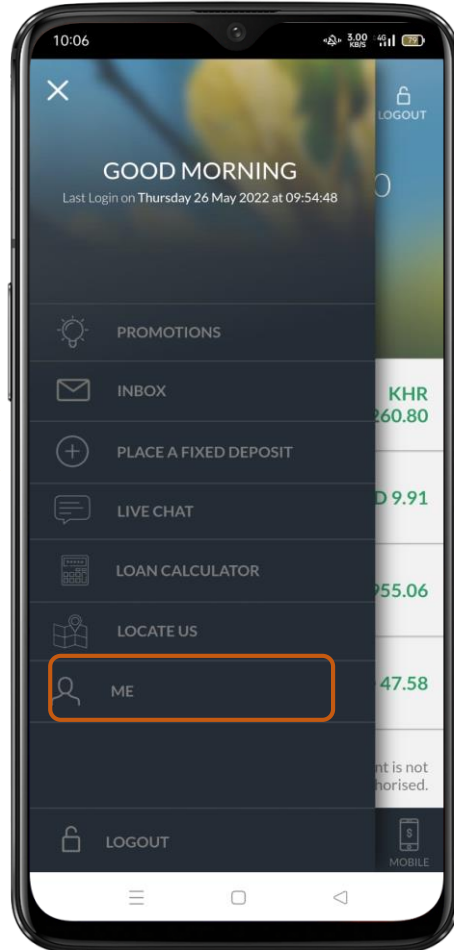 10:06
3.00 KB/S 4G 79
LOGOUT
GOOD MORNING
Last Login on Thursday 26 May 2022 at 09:54:48
0
PROMOTIONS
INBOX
KHR
260.80
PLACE A FIXED DEPOSIT
LIVE CHAT
D 9.91
LOAN CALCULATOR
955.06
LOCATE US
ME
47.58
nt is not
horised.
LOGOUT
MOBILE